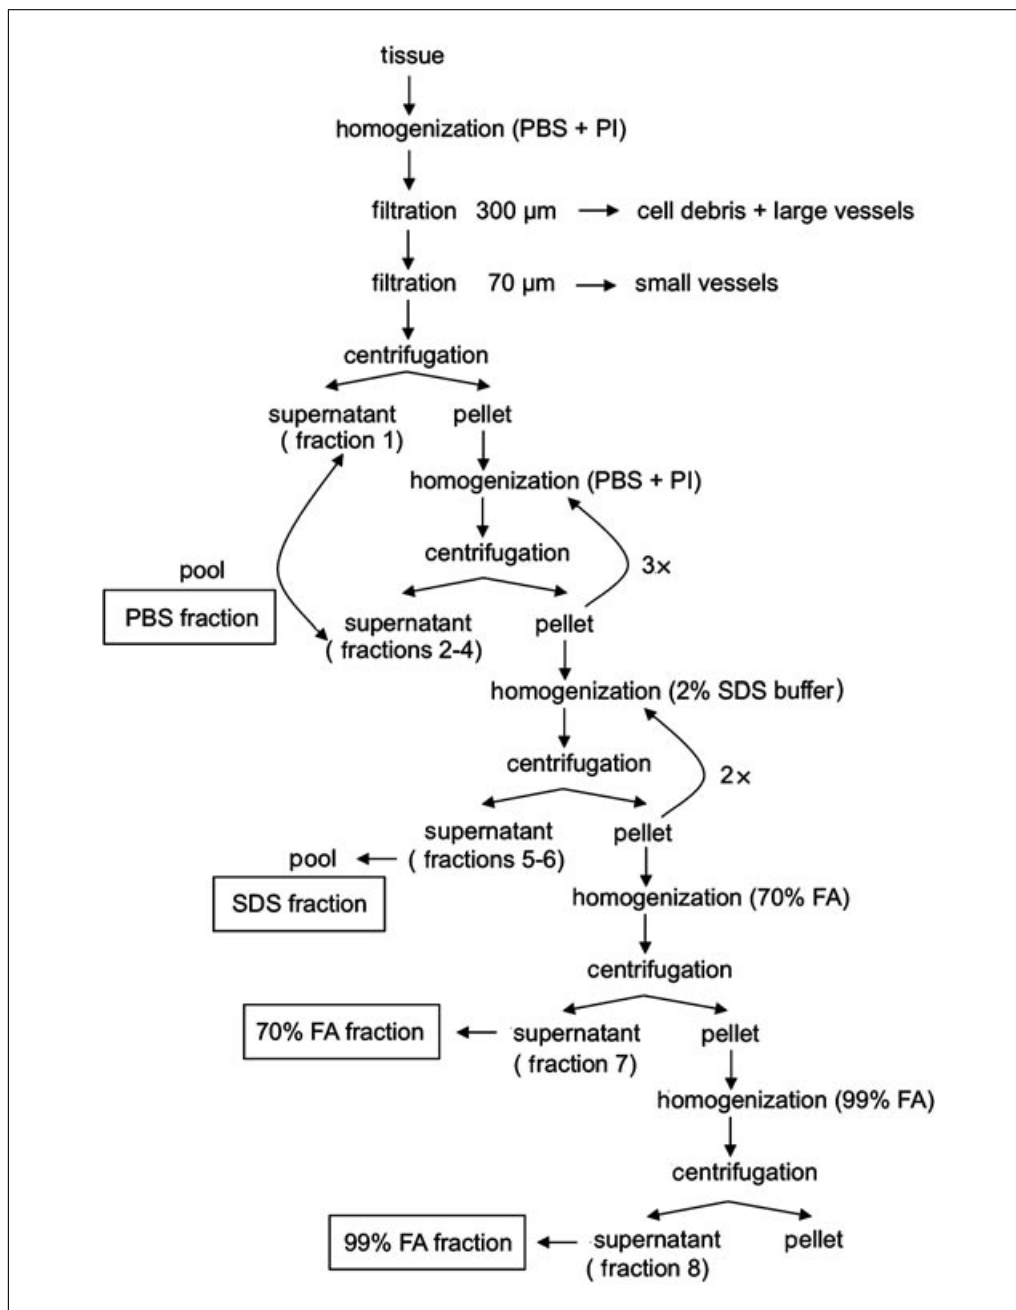 tissue
homogenization (PBS + PI)
filtration 300 µm cell debris + large vessels
filtration 70 µm small vessels
centrifugation
supernatant pellet
( fraction 1)
homogenization (PBS + PI)
centrifugation
3×
pool
PBS fraction
supernatant pellet
( fractions 2-4)
homogenization (2% SDS buffer)
centrifugation
2×
supernatant pellet
( fractions 5-6)
pool
SDS fraction
homogenization (70% FA)
centrifugation
70% FA fraction supernatant pellet
( fraction 7)
homogenization (99% FA)
centrifugation
99% FA fraction supernatant pellet
( fraction 8)